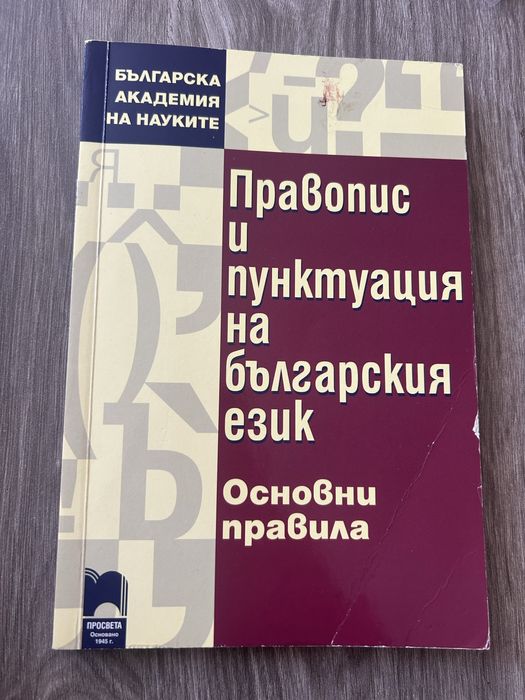 БЪЛГАРСКА
АКАДЕМИЯ
НА НАУКИТЕ
Правопис
и
пунктуация
на
българския
език
Основни
правила
ПРОСВЕТА
Основано
1945 г.